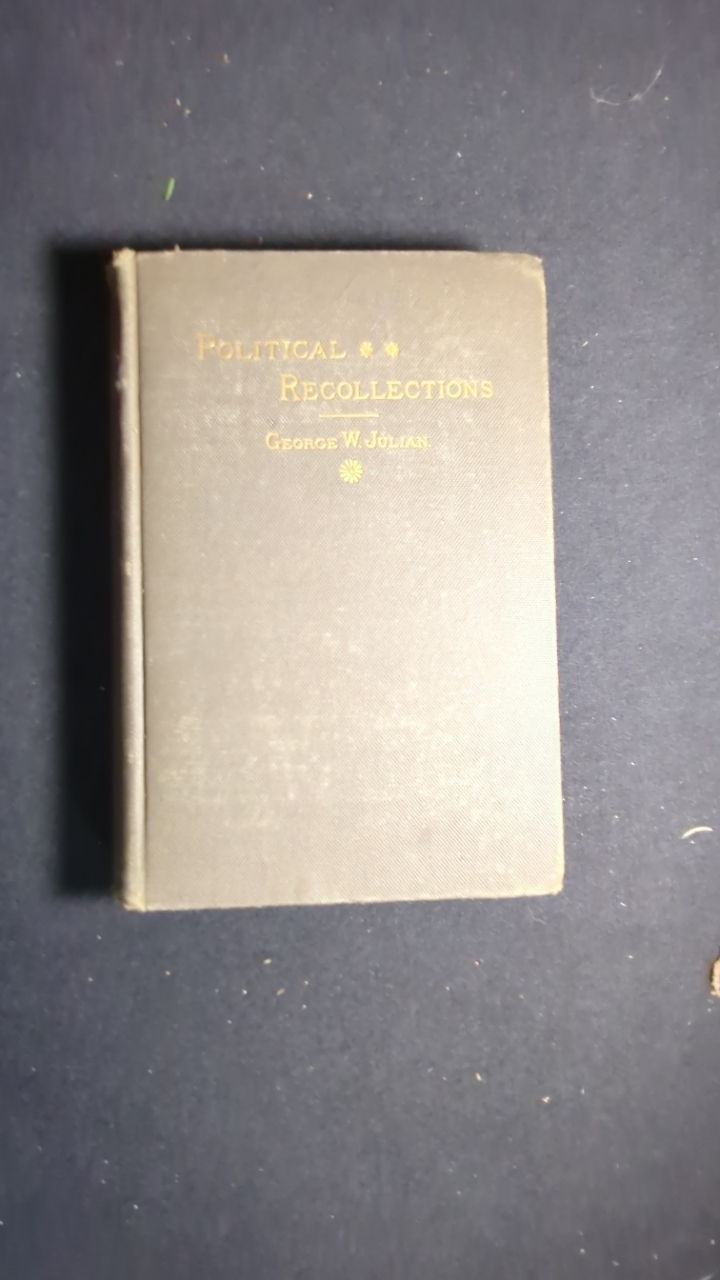 POLITICAL
RECOLLECTIONS
GEORGE W. JULIAN.